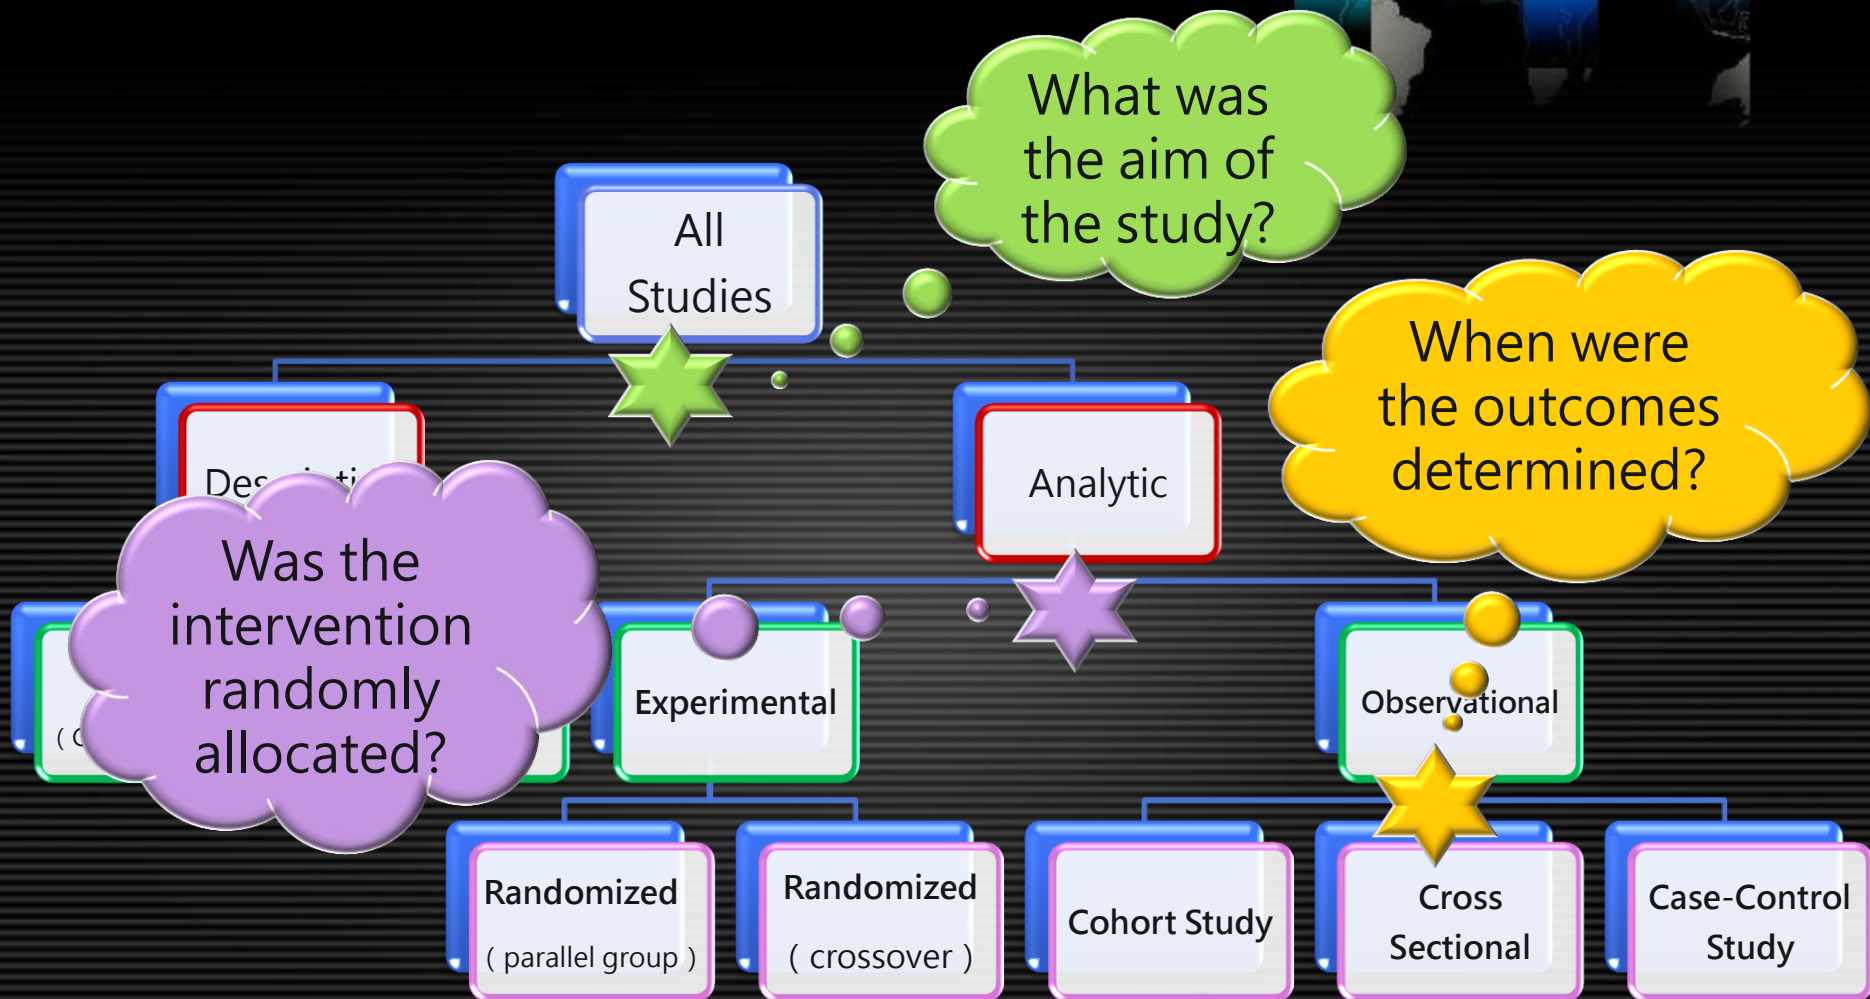 What was
the aim of
the study?
All
Studies
When were
the outcomes
determined?
Analytic
Was the
intervention
randomly
allocated?
Experimental
Observational
Randomized
( parallel group )
Randomized
( crossover )
Cohort Study
Cross
Sectional
Case-Control
Study